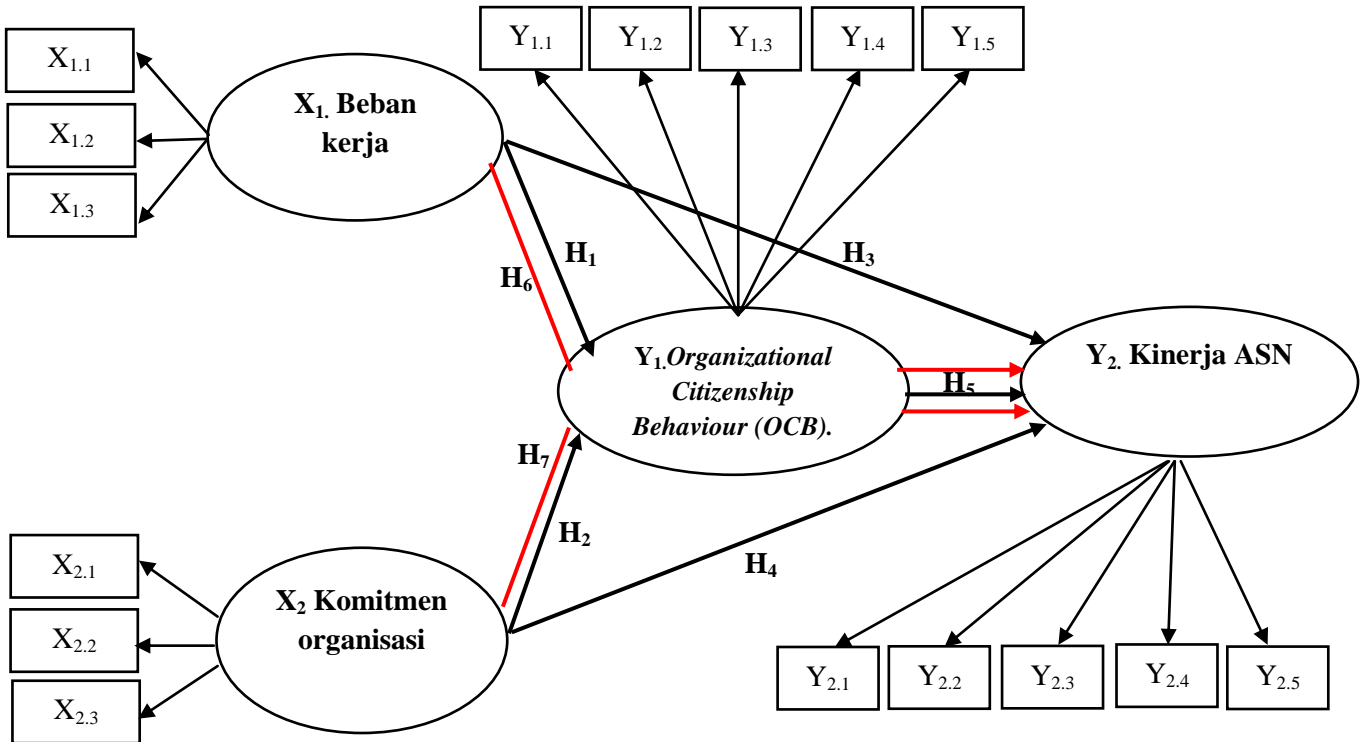 X1.1
X1.2
X1.3
X1. Beban
kerja
Y1.1
Y1.2
Y1.3
Y1.4
Y1.5
H1
H6
H3
Y1.Organizational
Citizenship
Behaviour (OCB).
H5
Y2. Kinerja ASN
H7
H2
H4
X2.1
X2.2
X2.3
X2 Komitmen
organisasi
Y2.1
Y2.2
Y2.3
Y2.4
Y2.5